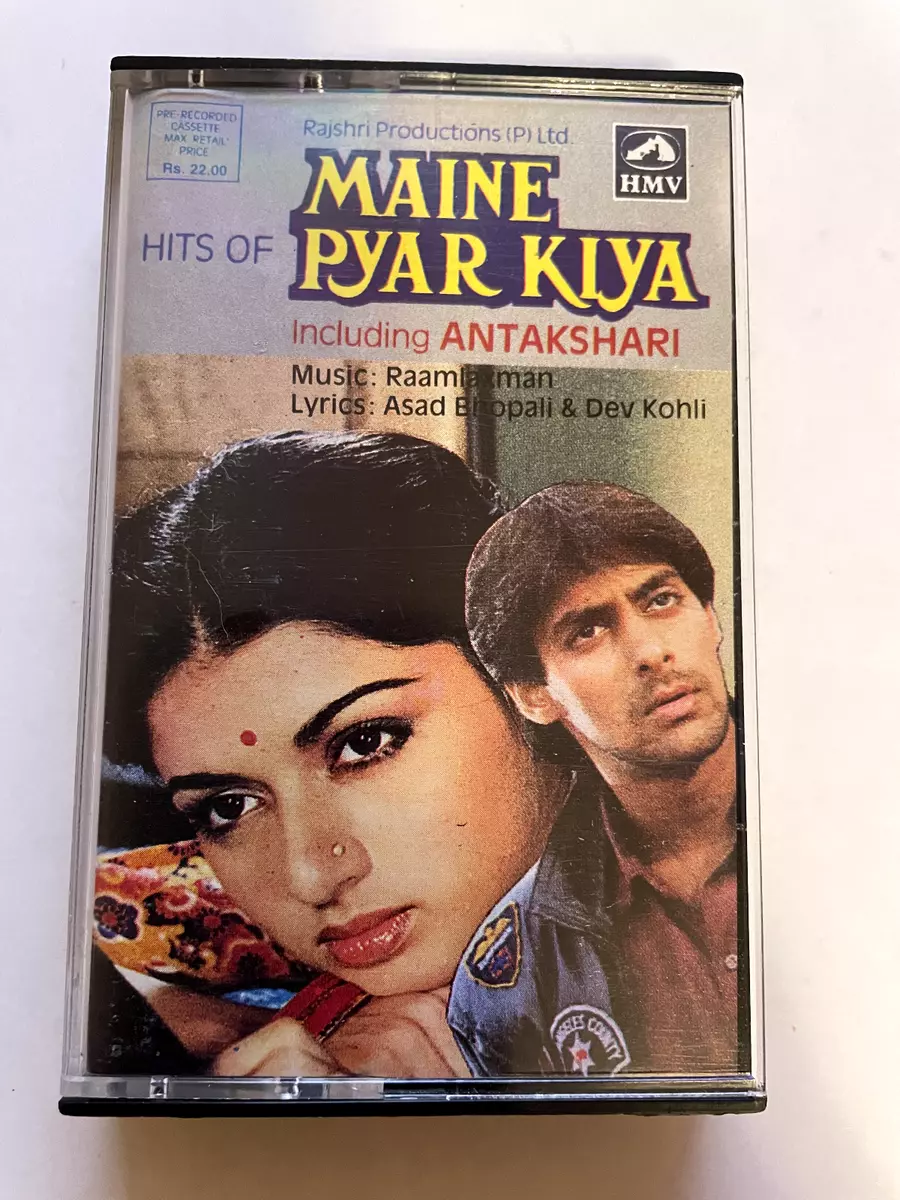 PRE-RECORDED
CASSETTE
MAX RETAIL
PRICE
Rs. 22.00
Rajshri Productions (P) Ltd.
HMV
HITS OF
MAINE
PYAR KIYA
Including ANTAKSHARI
Music: Raamlaxman
Lyrics: Asad Bhopali & Dev Kohli
COUNTY